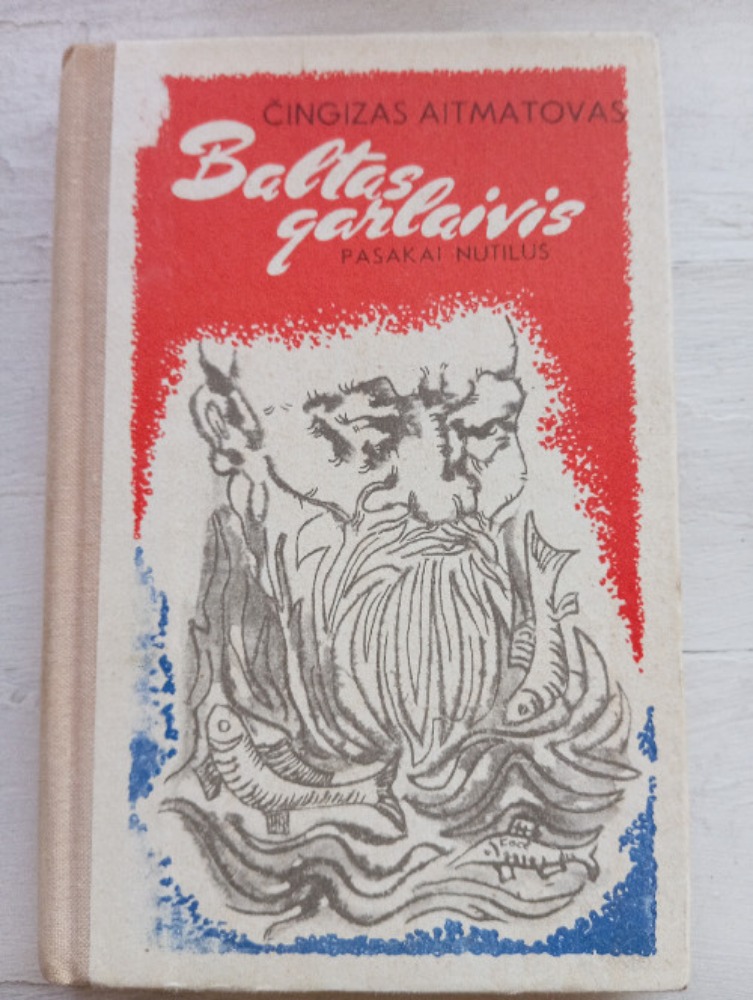 ČINGIZAS AITMATOVAS
Baltas
garlaivis
PASAKAI NUTILUS